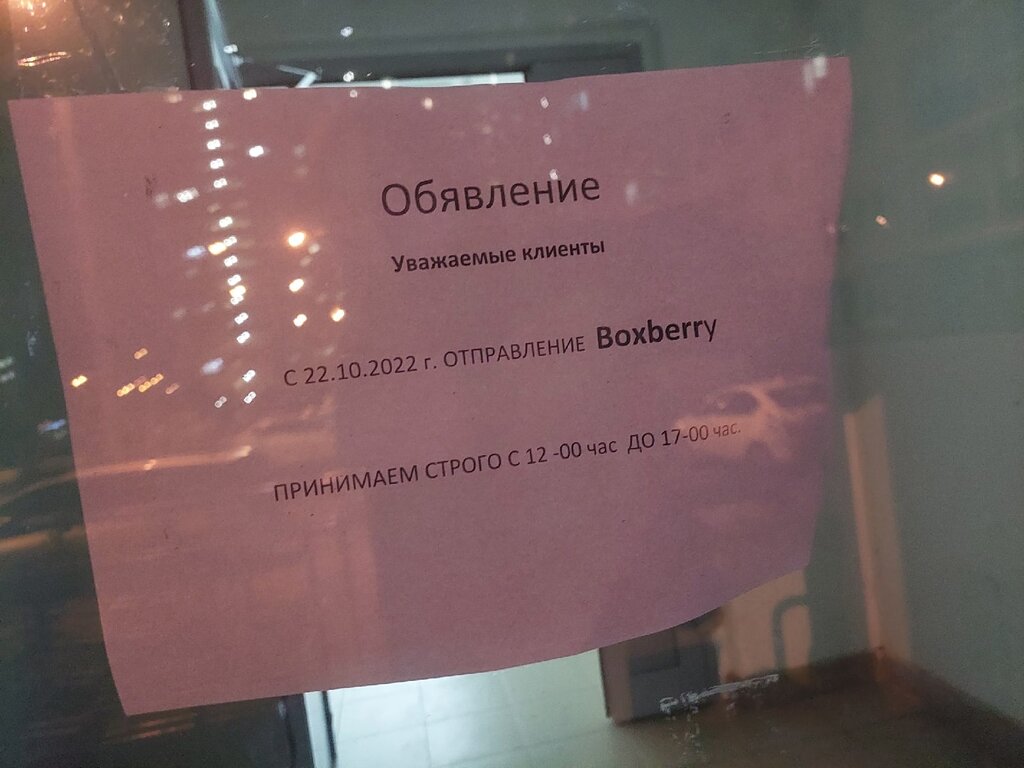 Обявление
Уважаемые клиенты
С 22.10.2022 г. ОТПРАВЛЕНИЕ Boxberry
ПРИНИМАЕМ СТРОГО С 12 -00 час ДО 17-00 час.